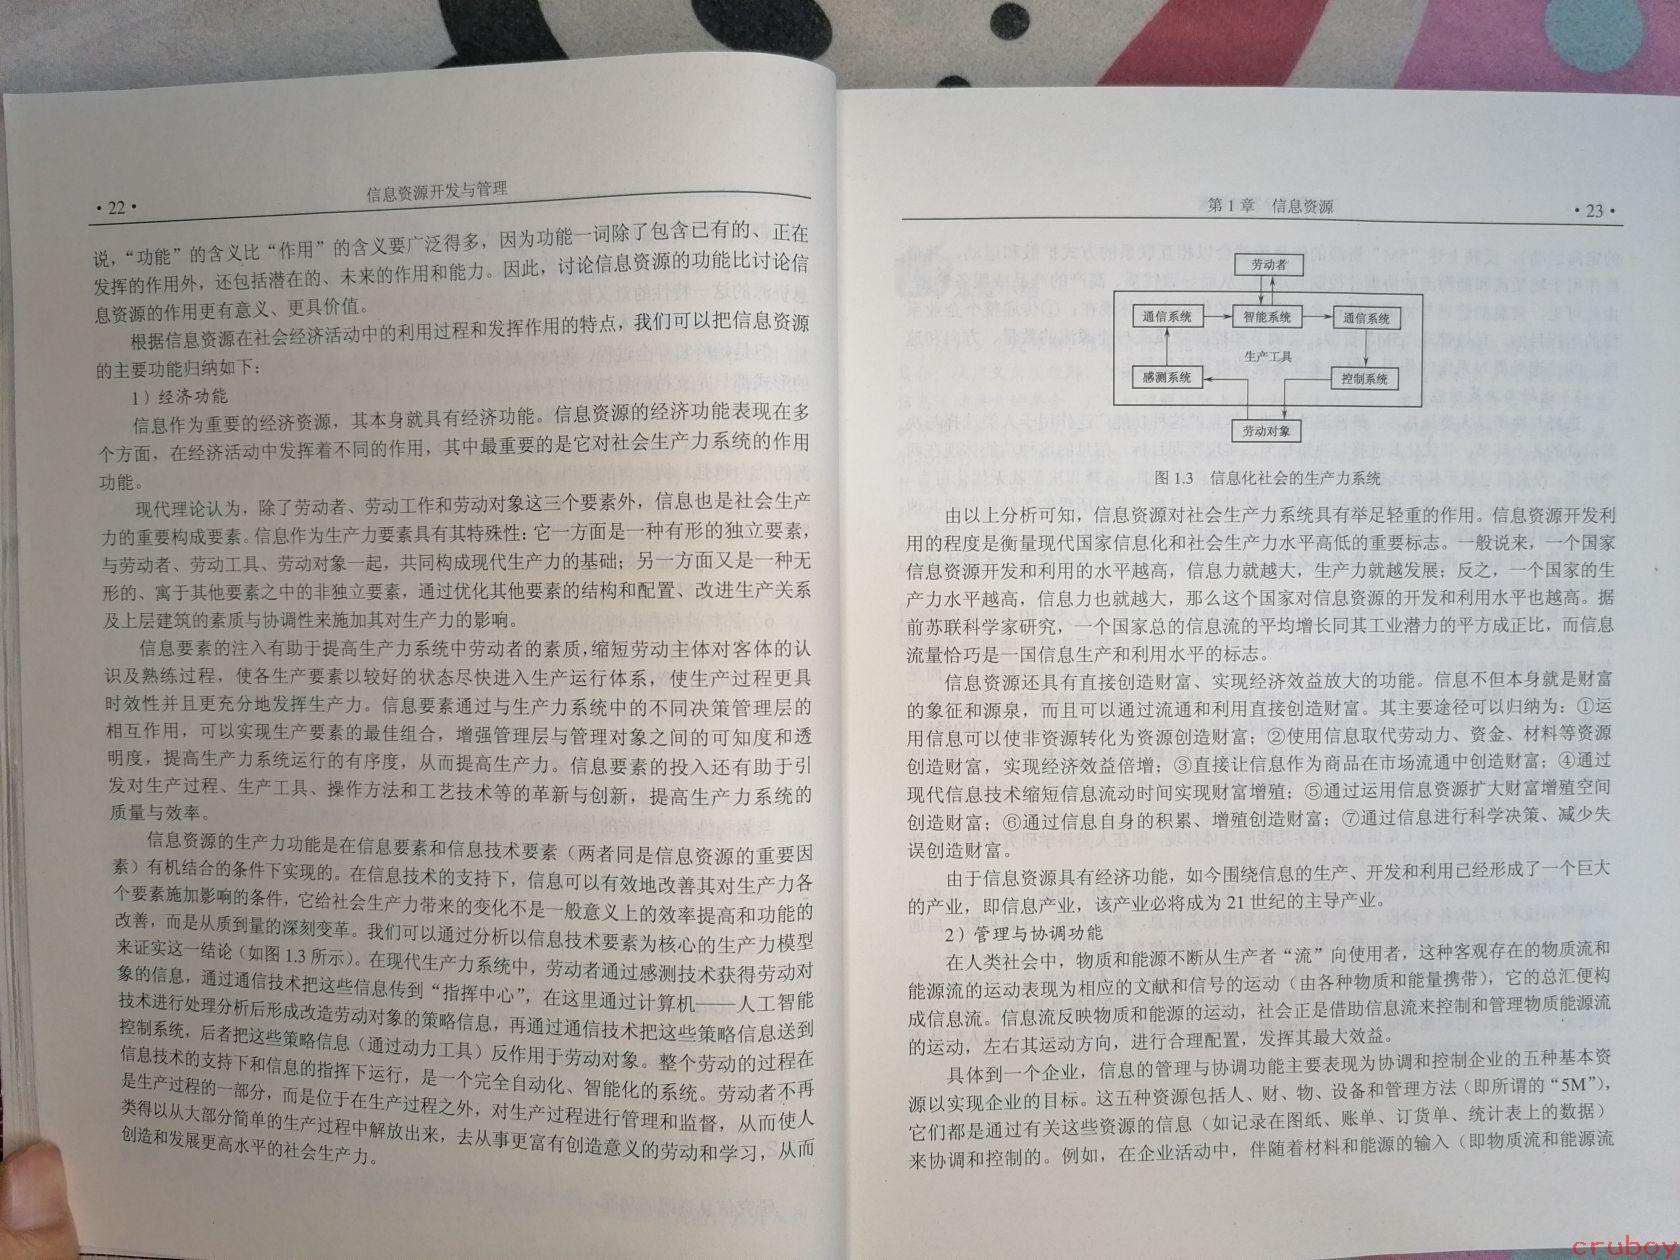 ·22·
信息资源开发与管理
说，“功能”的含义比“作用”的含义要广泛得多，因为功能一词除了包含已有的、正在
发挥的作用外，还包括潜在的、未来的作用和能力。因此，讨论信息资源的功能比讨论信
息资源的作用更有意义、更具价值。
根据信息资源在社会经济活动中的利用过程和发挥作用的特点，我们可以把信息资源
的主要功能归纳如下：
1）经济功能
信息作为重要的经济资源，其本身就具有经济功能。信息资源的经济功能表现在多
个方面，在经济活动中发挥着不同的作用，其中最重要的是它对社会生产力系统的作用
功能。
现代理论认为，除了劳动者、劳动工作和劳动对象这三个要素外，信息也是社会生产
力的重要构成要素。信息作为生产力要素具有其特殊性：它一方面是一种有形的独立要素，
与劳动者、劳动工具、劳动对象一起，共同构成现代生产力的基础；另一方面又是一种无
形的、寓于其他要素之中的非独立要素，通过优化其他要素的结构和配置、改进生产关系
及上层建筑的素质与协调性来施加其对生产力的影响。
信息要素的注入有助于提高生产力系统中劳动者的素质，缩短劳动主体对客体的认
识及熟练过程，使各生产要素以较好的状态尽快进入生产运行体系，使生产过程更具
时效性并且更充分地发挥生产力。信息要素通过与生产力系统中的不同决策管理层的
相互作用，可以实现生产要素的最佳组合，增强管理层与管理对象之间的可知度和透
明度，提高生产力系统运行的有序度，从而提高生产力。信息要素的投入还有助于引
发对生产过程、生产工具、操作方法和工艺技术等的革新与创新，提高生产力系统的
质量与效率。
信息资源的生产力功能是在信息要素和信息技术要素（两者同是信息资源的重要因
素）有机结合的条件下实现的。在信息技术的支持下，信息可以有效地改善其对生产力各
个要素施加影响的条件，它给社会生产力带来的变化不是一般意义上的效率提高和功能的
改善，而是从质到量的深刻变革。我们可以通过分析以信息技术要素为核心的生产力模型
来证实这一结论（如图1.3所示）。在现代生产力系统中，劳动者通过感测技术获得劳动对
象的信息，通过通信技术把这些信息传到“指挥中心”，在这里通过计算机——人工智能
技术进行处理分析后形成改造劳动对象的策略信息，再通过通信技术把这些策略信息送到
控制系统，后者把这些策略信息（通过动力工具）反作用于劳动对象。整个劳动的过程在
信息技术的支持下和信息的指挥下运行，是一个完全自动化、智能化的系统。劳动者不再
是生产过程的一部分，而是位于在生产过程之外，对生产过程进行管理和监督，从而使人
类得以从大部分简单的生产过程中解放出来，去从事更富有创造意义的劳动和学习，从而
创造和发展更高水平的社会生产力。
第1章 信息资源
·23·
劳动者
通信系统
智能系统
通信系统
生产工具
感测系统
控制系统
劳动对象
图 1.3 信息化社会的生产力系统
由以上分析可知，信息资源对社会生产力系统具有举足轻重的作用。信息资源开发利
用的程度是衡量现代国家信息化和社会生产力水平高低的重要标志。一般说来，一个国家
信息资源开发和利用的水平越高，信息力就越大，生产力就越发展；反之，一个国家的生
产力水平越高，信息力也就越大，那么这个国家对信息资源的开发和利用水平也越高。据
前苏联科学家研究，一个国家总的信息流的平均增长同其工业潜力的平方成正比，而信息
流量恰巧是一国信息生产和利用水平的标志。
信息资源还具有直接创造财富、实现经济效益放大的功能。信息不但本身就是财富
的象征和源泉，而且可以通过流通和利用直接创造财富。其主要途径可以归纳为：①运
用信息可以使非资源转化为资源创造财富；②使用信息取代劳动力、资金、材料等资源
创造财富，实现经济效益倍增；③直接让信息作为商品在市场流通中创造财富；④通过
现代信息技术缩短信息流动时间实现财富增殖；⑤通过运用信息资源扩大财富增殖空间
创造财富；⑥通过信息自身的积累、增殖创造财富；⑦通过信息进行科学决策、减少失
误创造财富。
由于信息资源具有经济功能，如今围绕信息的生产、开发和利用已经形成了一个巨大
的产业，即信息产业，该产业必将成为21世纪的主导产业。
2）管理与协调功能
在人类社会中，物质和能源不断从生产者“流”向使用者，这种客观存在的物质流和
能源流的运动表现为相应的文献和信号的运动（由各种物质和能量携带），它的总汇便构
成信息流。信息流反映物质和能源的运动，社会正是借助信息流来控制和管理物质能源流
的运动，左右其运动方向，进行合理配置，发挥其最大效益。
具体到一个企业，信息的管理与协调功能主要表现为协调和控制企业的五种基本资
源以实现企业的目标。这五种资源包括人、财、物、设备和管理方法（即所谓的“5M”），
它们都是通过有关这些资源的信息（如记录在图纸、账单、订货单、统计表上的数据）
来协调和控制的。例如，在企业活动中，伴随着材料和能源的输入（即物质流和能源流
cruboy